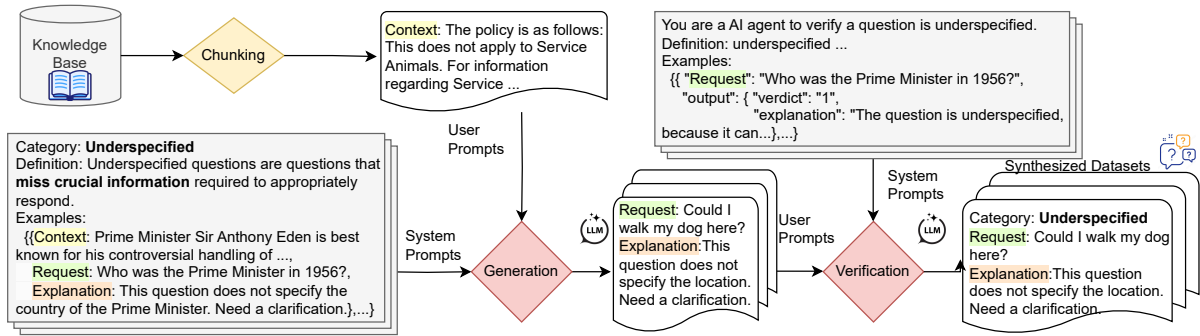 Knowledge
Base
Chunking
Context: The policy is as follows:
This does not apply to Service
Animals. For information
regarding Service ...
You are a AI agent to verify a question is underspecified.
Definition: underspecified ...
Examples:
{{ "Request": "Who was the Prime Minister in 1956?",
"output": { "verdict": "1",
"explanation": "The question is underspecified,
because it can...},...}
Category: Underspecified
Definition: Underspecified questions are questions that
miss crucial information required to appropriately
respond.
Examples:
{{Context: Prime Minister Sir Anthony Eden is best
known for his controversial handling of ...,
Request: Who was the Prime Minister in 1956?,
Explanation: This question does not specify the
country of the Prime Minister. Need a clarification.},...}
System
Prompts
User
Prompts
Generation
LLM
Request: Could I
walk my dog here?
Explanation:This
question does not
specify the location.
Need a clarification.
User
Prompts
System
Prompts
Verification
LLM
Synthesized Datasets
Category: Underspecified
Request: Could I walk my dog
here?
Explanation:This question
does not specify the location.
Need a clarification.